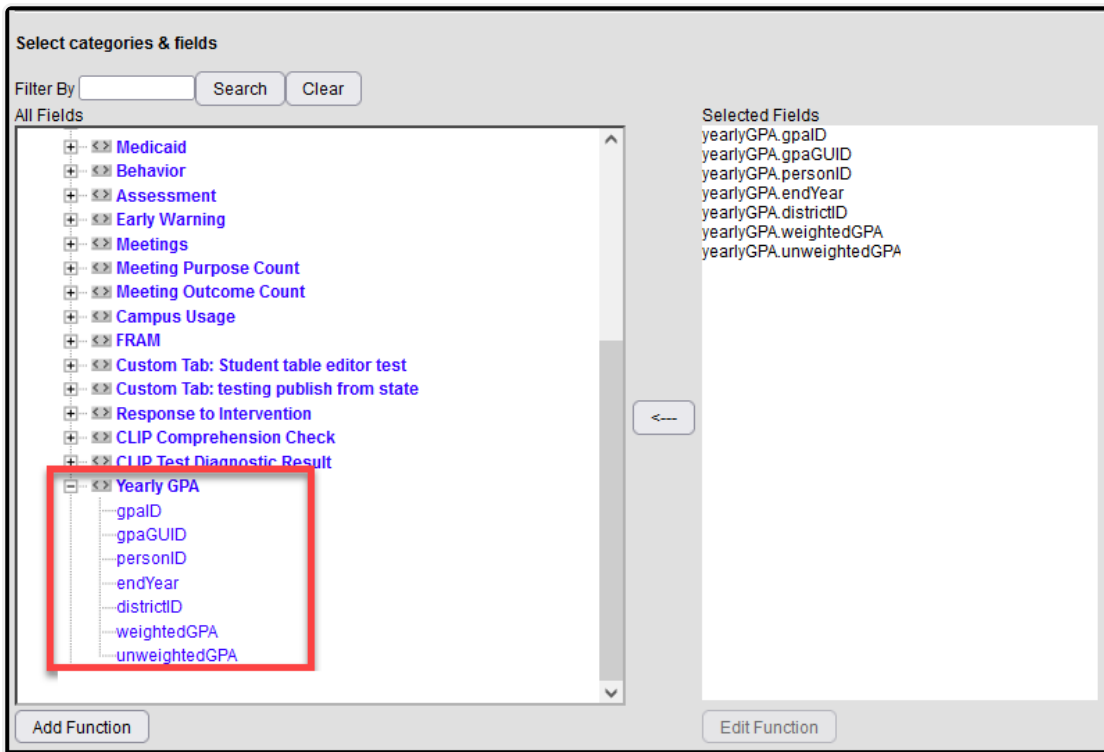 Select categories & fields
Filter By Search Clear
All Fields
Medicaid
Behavior
Assessment
Early Warning
Meetings
Meeting Purpose Count
Meeting Outcome Count
Campus Usage
FRAM
Custom Tab: Student table editor test
Custom Tab: testing publish from state
Response to Intervention
CLIP Comprehension Check
CLIP Test Diagnostic Result
Yearly GPA
gpaID
gpaGUID
personID
endYear
districtID
weightedGPA
unweightedGPA
Add Function
<---
Selected Fields
yearlyGPA.gpaID
yearlyGPA.gpaGUID
yearlyGPA.personID
yearlyGPA.endYear
yearlyGPA.districtID
yearlyGPA.weightedGPA
yearlyGPA.unweightedGPA
Edit Function